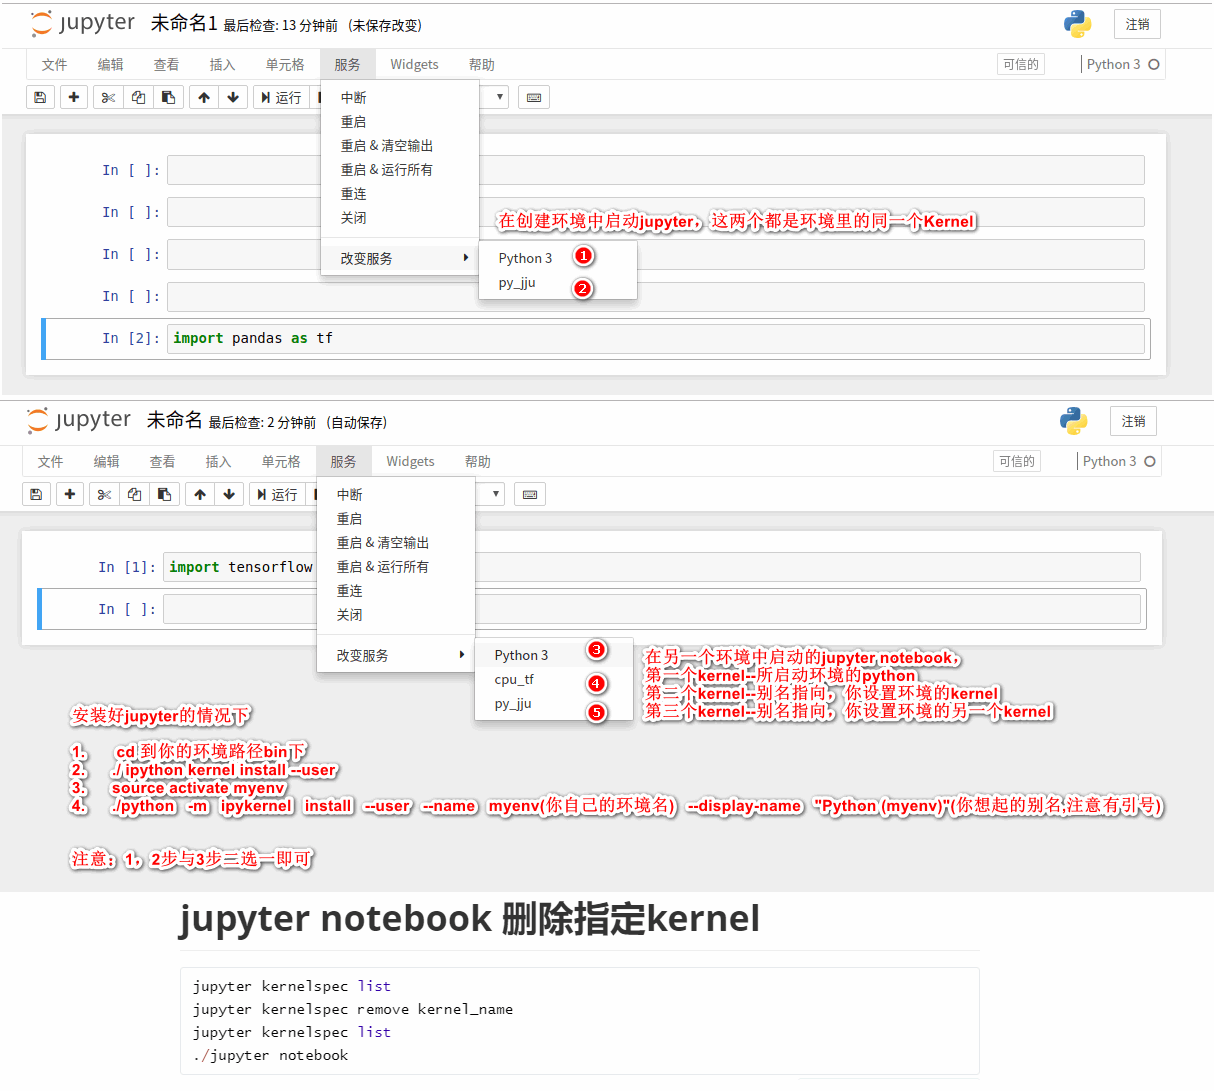 jupyter 未命名1 最后检查: 13 分钟前 (未保存改变) 注销
文件 编辑 查看 插入 单元格 服务 Widgets 帮助 可信的 Python 3
运行
中断
重启
重启 & 清空输出
重启 & 运行所有
重连
关闭
改变服务
Python 3 1
py_jju 2
In [ ]:
In [ ]:
In [ ]:
In [ ]:
In [2]: import pandas as tf
在创建环境中启动jupyter，这两个都是环境里的同一个Kernel
jupyter 未命名 最后检查: 2 分钟前 (自动保存) 注销
文件 编辑 查看 插入 单元格 服务 Widgets 帮助 可信的 Python 3
运行
中断
重启
重启 & 清空输出
重启 & 运行所有
重连
关闭
改变服务
Python 3 3
cpu_tf 4
py_jju 5
In [1]: import tensorflow
In [ ]:
在另一个环境中启动的jupyter notebook，
第一个kernel--所启动环境的python
第二个kernel--别名指向，你设置环境的kernel
第三个kernel--别名指向，你设置环境的另一个kernel
安装好jupyter的情况下
1. cd 到你的环境路径bin下
2. ./ ipython kernel install --user
3. source activate myenv
4. ./python -m ipykernel install --user --name myenv(你自己的环境名) --display-name "Python (myenv)"(你想起的别名,注意有引号)
注意：1，2步与3步二选一即可
jupyter notebook 删除指定kernel
jupyter kernelspec list
jupyter kernelspec remove kernel_name
jupyter kernelspec list
./jupyter notebook